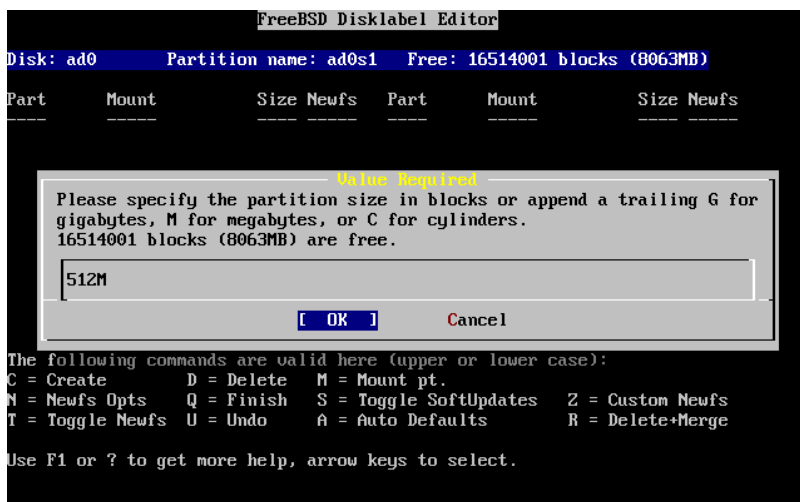 FreeBSD Disklabel Editor
Disk: ad0 Partition name: ad0s1 Free: 16514001 blocks (8063MB)
Part Mount Size Newfs Part Mount Size Newfs
---- ----- ---- ----- ---- ----- ---- -----
Value Required
Please specify the partition size in blocks or append a trailing G for
gigabytes, M for megabytes, or C for cylinders.
16514001 blocks (8063MB) are free.
512M
[ OK ] Cancel
The following commands are valid here (upper or lower case):
C = Create D = Delete M = Mount pt.
N = Newfs Opts Q = Finish S = Toggle SoftUpdates Z = Custom Newfs
T = Toggle Newfs U = Undo A = Auto Defaults R = Delete+Merge
Use F1 or ? to get more help, arrow keys to select.